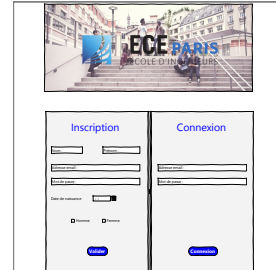 ECE PARIS
ÉCOLE D'INGÉNIEURS
Inscription
Nom :
Prénom :
Adresse email :
Mot de passe :
Date de naissance
Homme
Femme
Valider
Connexion
Adresse email :
Mot de passe :
Connexion